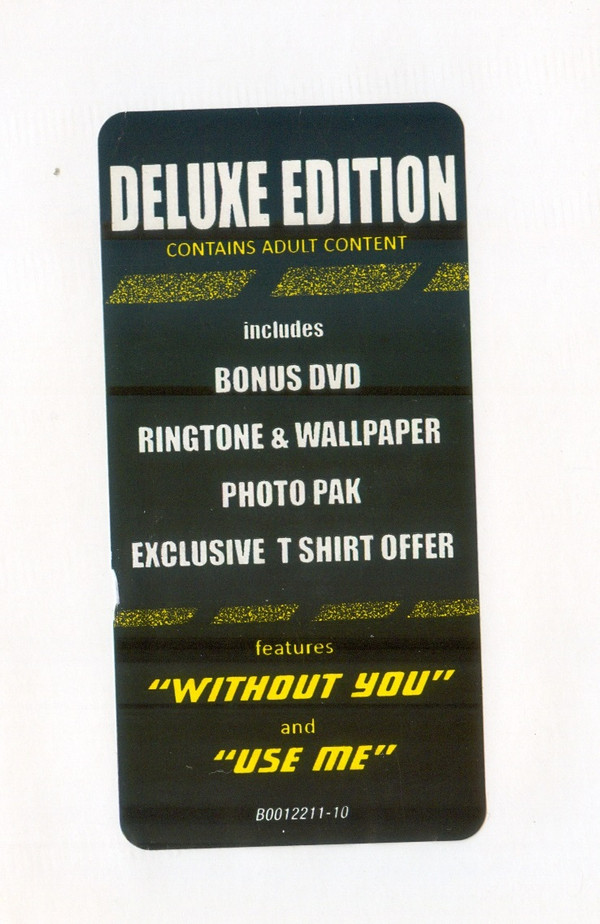 DELUXE EDITION
CONTAINS ADULT CONTENT
includes
BONUS DVD
RINGTONE & WALLPAPER
PHOTO PAK
EXCLUSIVE T SHIRT OFFER
features
“WITHOUT YOU”
and
“USE ME”
B0012211-10